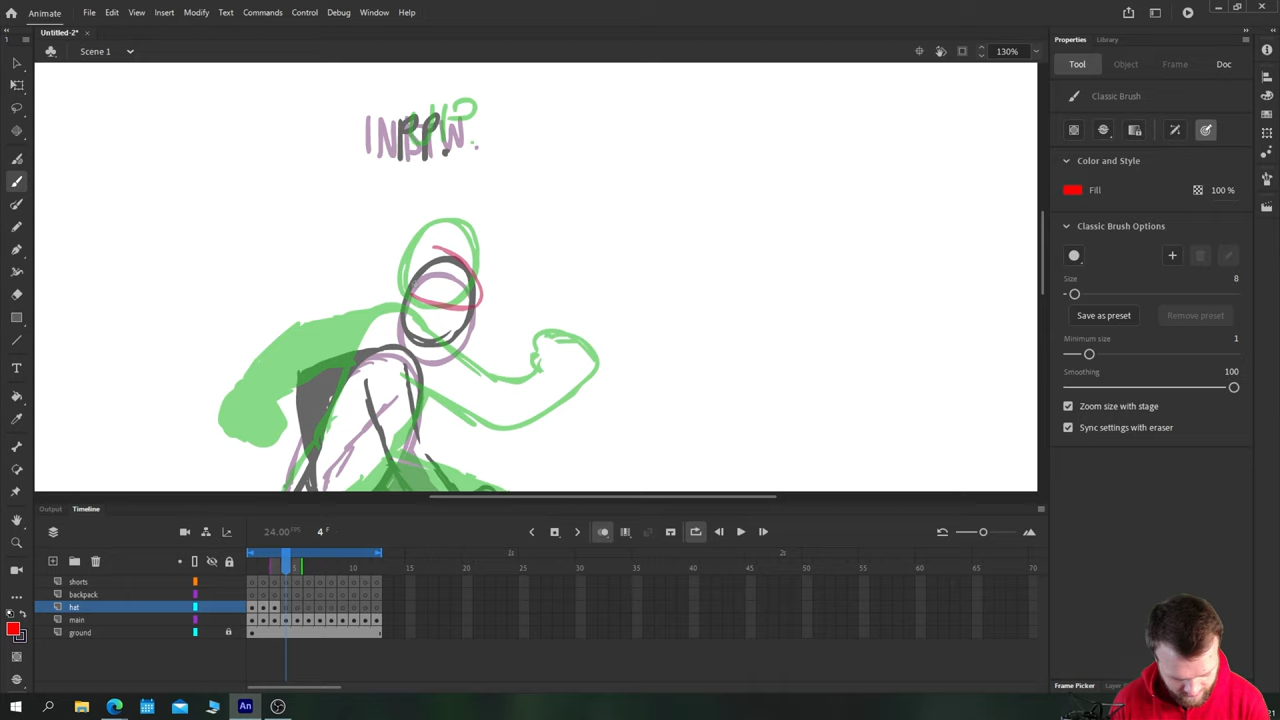 Animate File Edit View Insert Modify Text Commands Control Debug Window Help
Untitled-2* ×
Scene 1 130%
Properties Library
Tool Object Frame Doc
Classic Brush
Color and Style
Fill 100 %
Classic Brush Options
Size 8
Save as preset Remove preset
Minimum size 1
Smoothing 100
Zoom size with stage
Sync settings with eraser
Output Timeline
24.00 FPS 4 F
1s 2s
5 10 15 20 25 30 35 40 45 50 55 60 65 70
shorts
backpack
hat
main
ground
Frame Picker
An